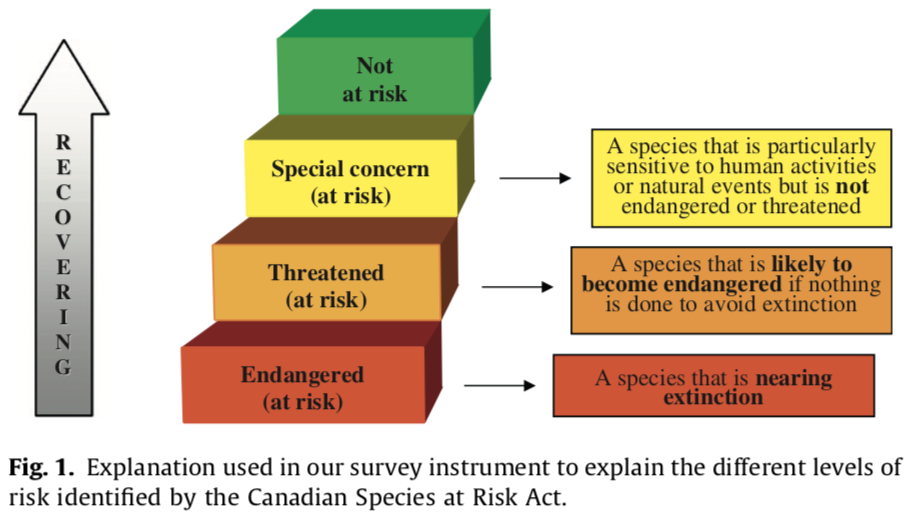 RECOVERING
Not
at risk
Special concern
(at risk)
A species that is particularly
sensitive to human activities
or natural events but is not
endangered or threatened
Threatened
(at risk)
A species that is likely to
become endangered if nothing
is done to avoid extinction
Endangered
(at risk)
A species that is nearing
extinction
Fig. 1. Explanation used in our survey instrument to explain the different levels of
risk identified by the Canadian Species at Risk Act.